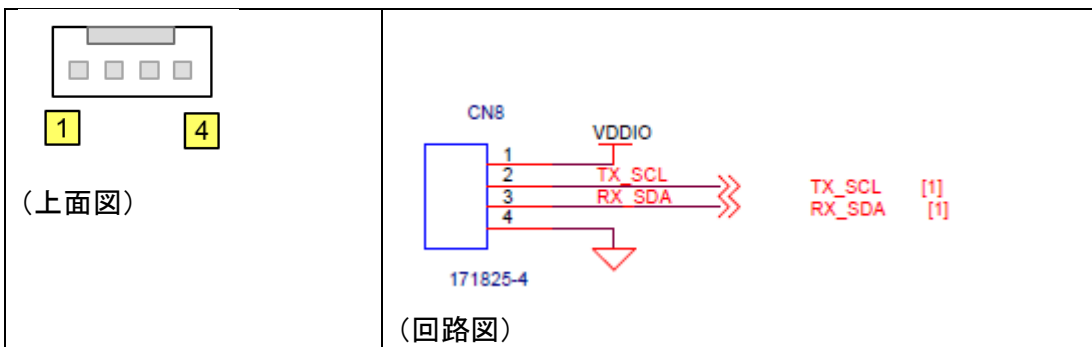 1
4
（上面図）
CN8
VDDIO
1
2
3
4
TX_SCL
RX_SDA
TX_SCL [1]
RX_SDA [1]
171825-4
（回路図）